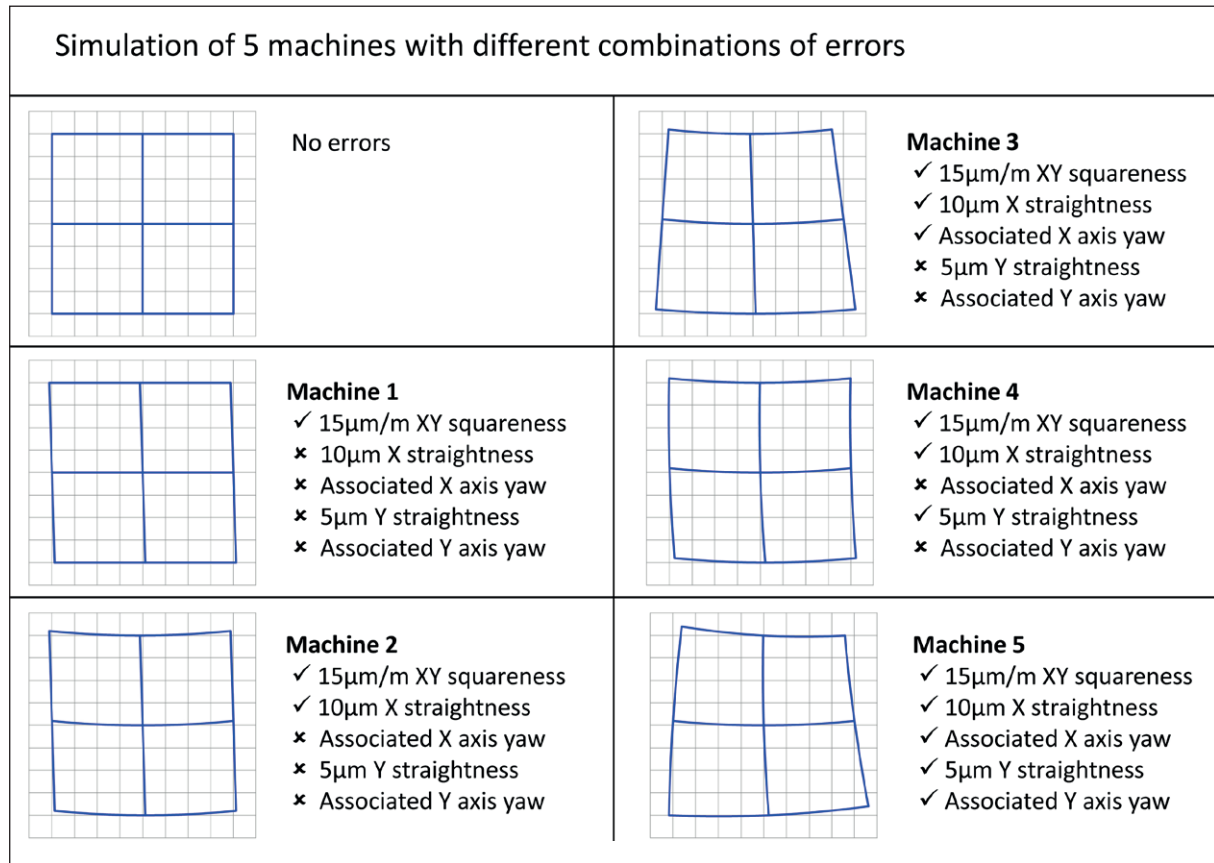 Simulation of 5 machines with different combinations of errors
No errors
Machine 1
✓ 15μm/m XY squareness
✘ 10μm X straightness
✘ Associated X axis yaw
✘ 5μm Y straightness
✘ Associated Y axis yaw
Machine 2
✓ 15μm/m XY squareness
✓ 10μm X straightness
✘ Associated X axis yaw
✘ 5μm Y straightness
✘ Associated Y axis yaw
Machine 3
✓ 15μm/m XY squareness
✓ 10μm X straightness
✓ Associated X axis yaw
✘ 5μm Y straightness
✘ Associated Y axis yaw
Machine 4
✓ 15μm/m XY squareness
✓ 10μm X straightness
✘ Associated X axis yaw
✓ 5μm Y straightness
✘ Associated Y axis yaw
Machine 5
✓ 15μm/m XY squareness
✓ 10μm X straightness
✓ Associated X axis yaw
✓ 5μm Y straightness
✓ Associated Y axis yaw